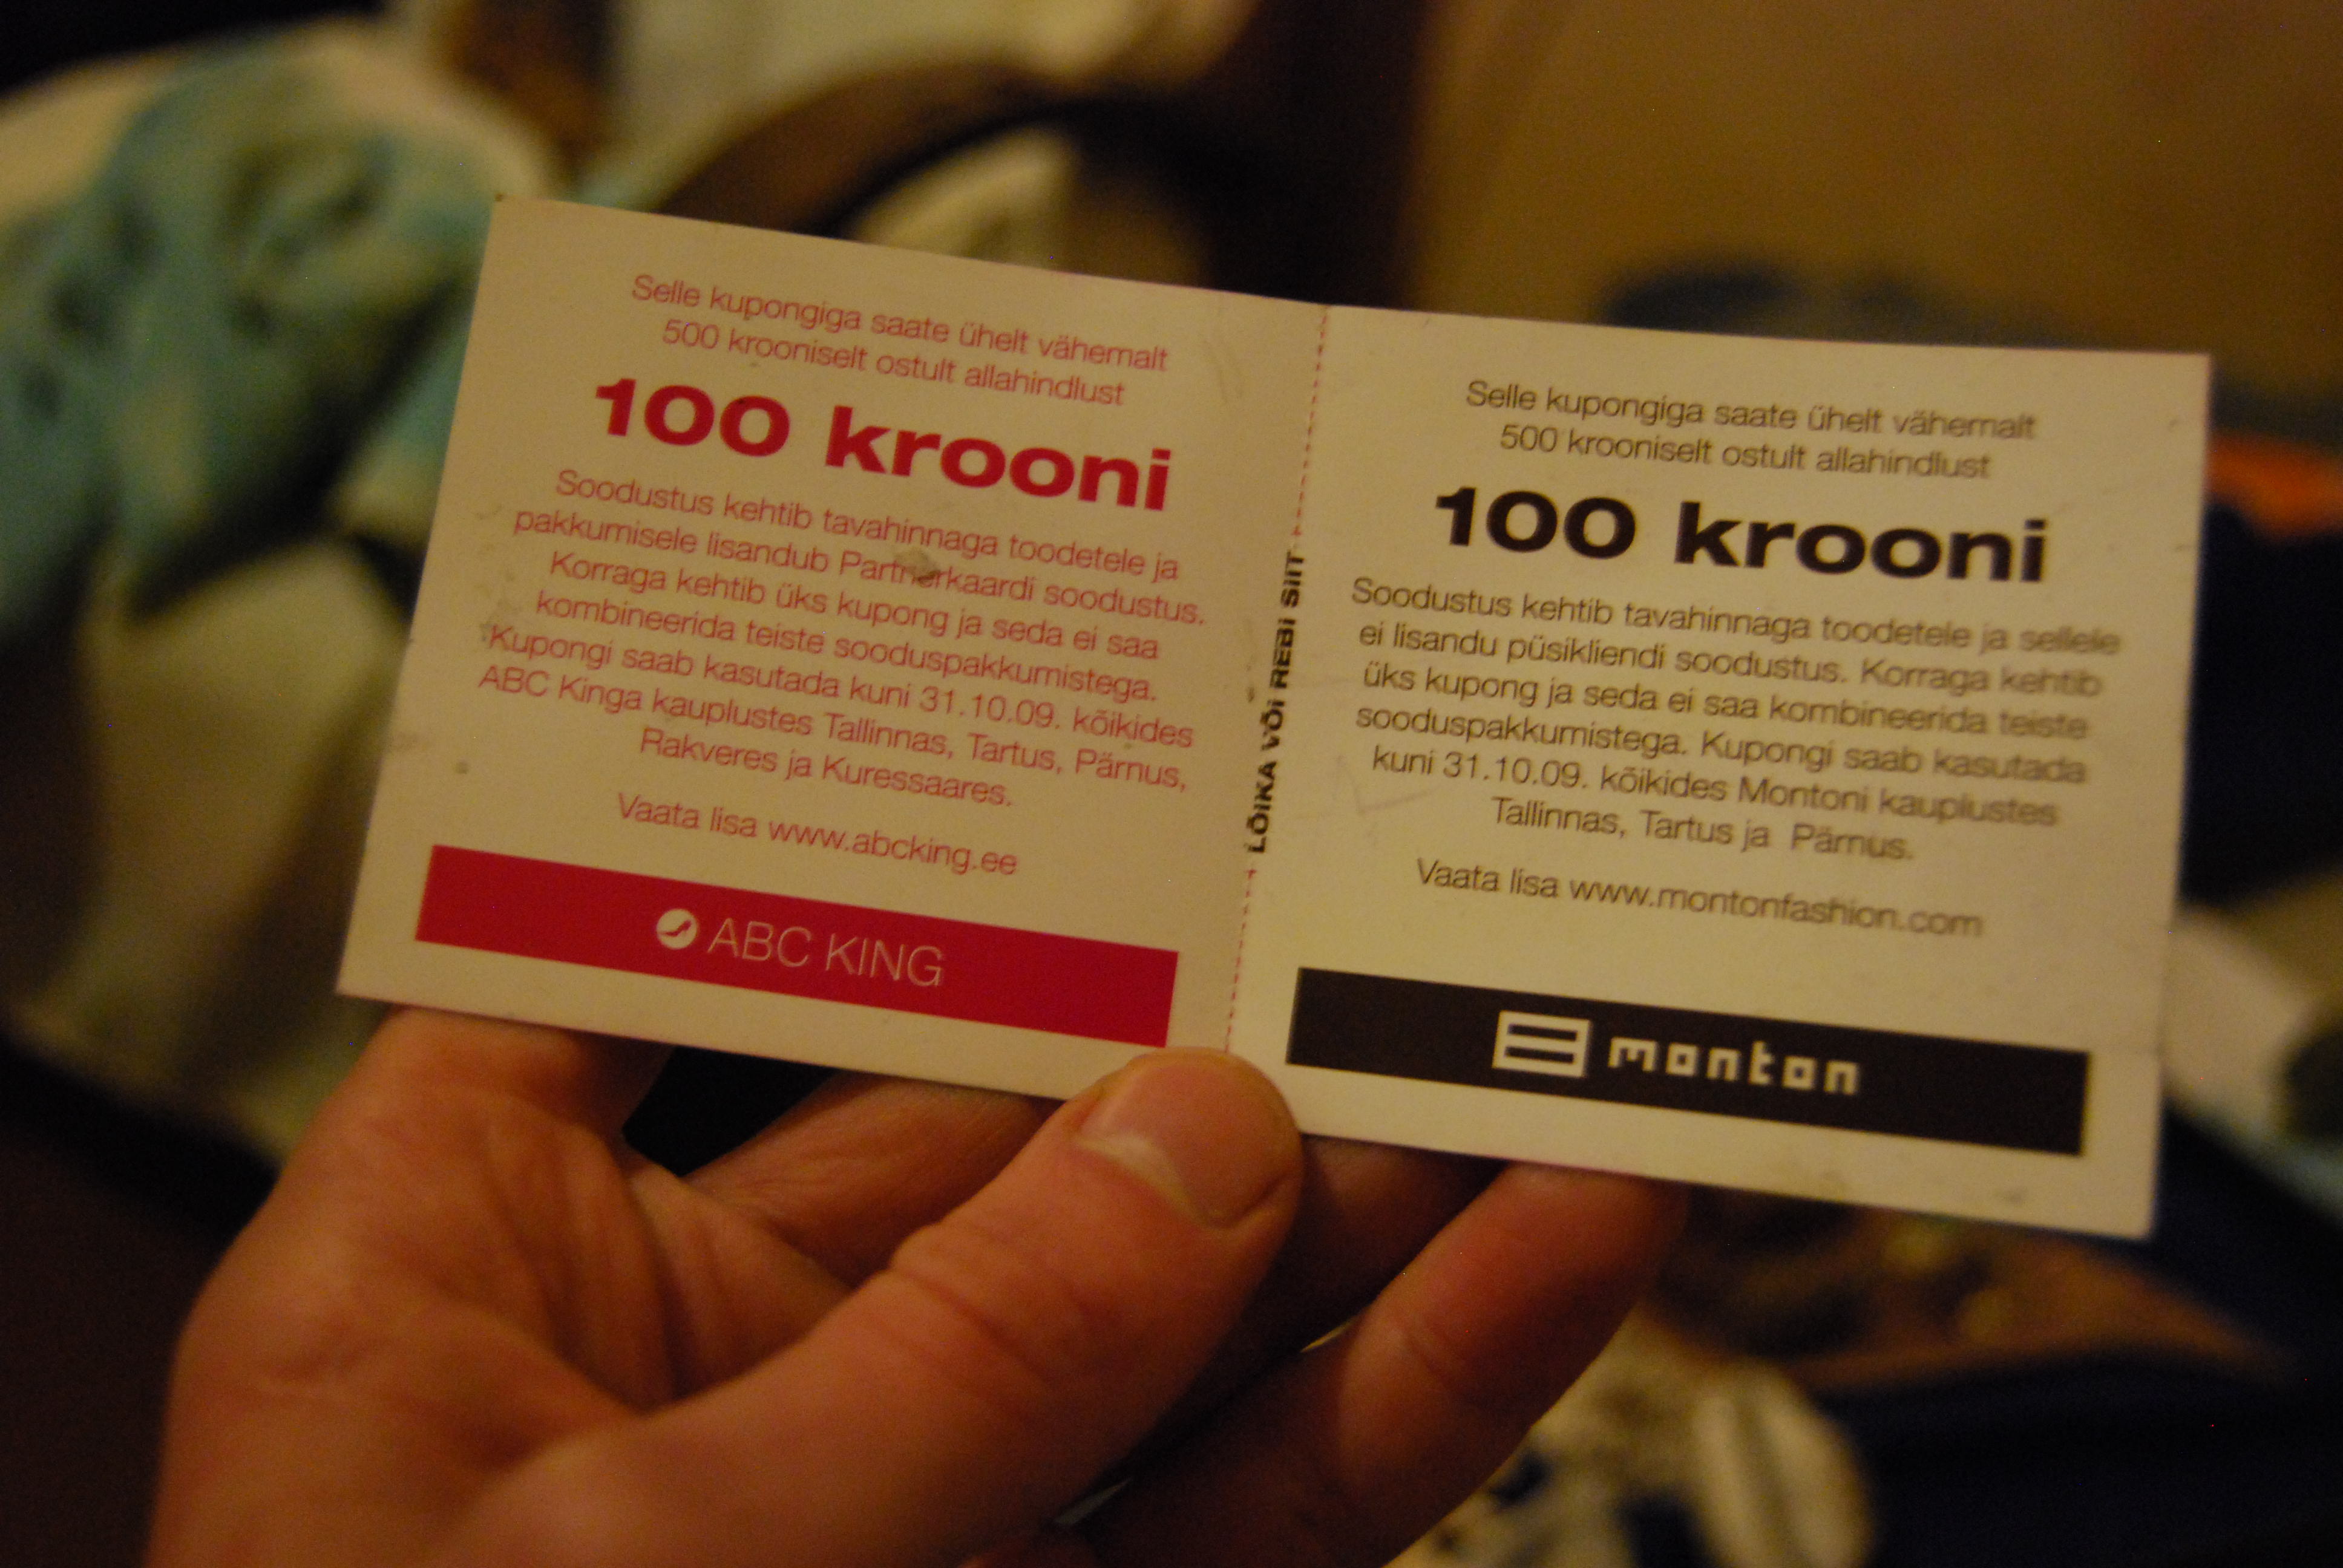 Selle kupongiga saate ühelt vähemalt
500 krooniselt ostult allahindlust
100 krooni
Soodustus kehtib tavahinnaga toodetele ja
pakkumisele lisandub Partnerkaardi soodustus.
Korraga kehtib üks kupong ja seda ei saa
kombineerida teiste sooduspakkumistega.
Kupongi saab kasutada kuni 31.10.09. kõikides
ABC Kinga kauplustes Tallinnas, Tartus, Pärnus,
Rakveres ja Kuressaares.
Vaata lisa www.abcking.ee
ABC KING
LÕIKA VÕI REBI SIIT
Selle kupongiga saate ühelt vähemalt
500 krooniselt ostult allahindlust
100 krooni
Soodustus kehtib tavahinnaga toodetele ja sellele
ei lisandu püsikliendi soodustus. Korraga kehtib
üks kupong ja seda ei saa kombineerida teiste
sooduspakkumistega. Kupongi saab kasutada
kuni 31.10.09. kõikides Montoni kauplustes
Tallinnas, Tartus ja Pärnus.
Vaata lisa www.montonfashion.com
monton